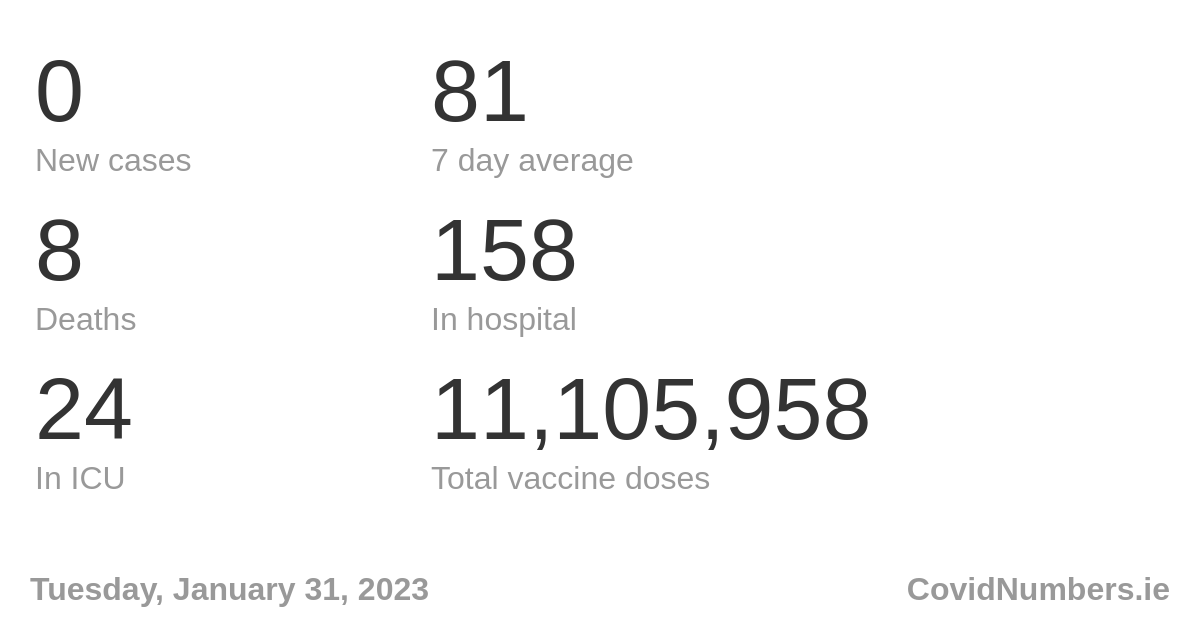 0
New cases
81
7 day average
8
Deaths
158
In hospital
24
In ICU
11,105,958
Total vaccine doses
Tuesday, January 31, 2023
CovidNumbers.ie